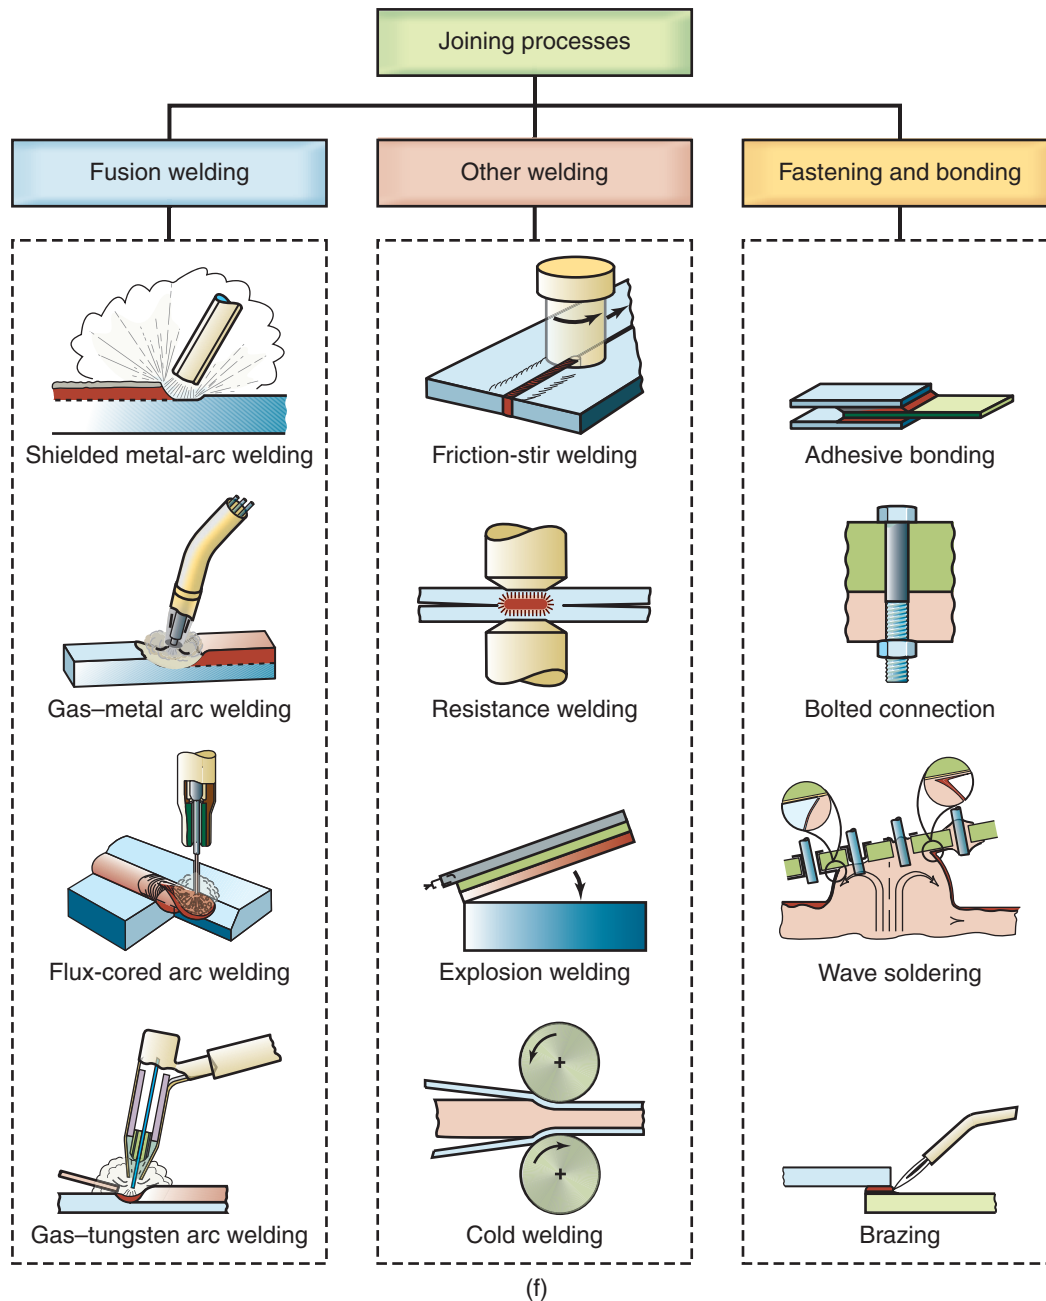 Joining processes
Fusion welding
Other welding
Fastening and bonding
Shielded metal-arc welding
Friction-stir welding
Adhesive bonding
Gas–metal arc welding
Resistance welding
Bolted connection
Flux-cored arc welding
Explosion welding
Wave soldering
Gas–tungsten arc welding
Cold welding
Brazing
(f)